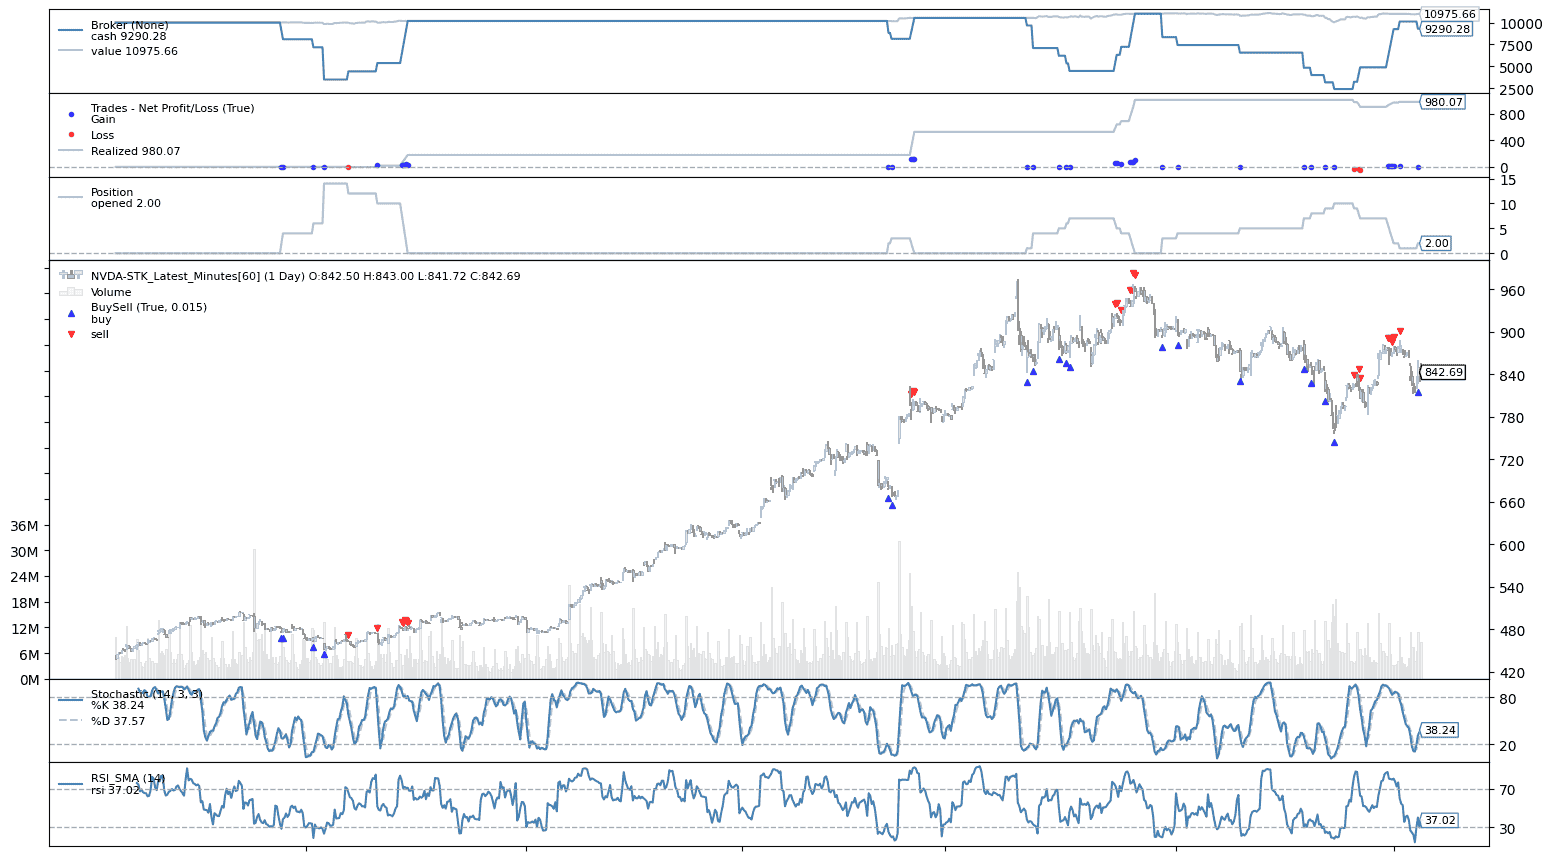 Broker (None)
cash 9290.28
value 10975.66
10975.66
10000
9290.28
7500
5000
2500
Trades - Net Profit/Loss (True)
Gain
Loss
Realized 980.07
980.07
800
400
0
Position
opened 2.00
15
10
5
2.00
0
NVDA-STK_Latest_Minutes[60] (1 Day) O:842.50 H:843.00 L:841.72 C:842.69
Volume
BuySell (True, 0.015)
buy
sell
960
900
842.69
840
780
720
660
600
540
480
420
36M
30M
24M
18M
12M
6M
0M
Stochastic (14, 3, 3)
%K 38.24
%D 37.57
80
38.24
20
RSI_SMA (14)
rsi 37.02
70
37.02
30